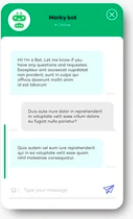 Manky bot
Hi! I'm a Bot. Let me know if you
have any questions and regastes.
Excepteur sint occaecat cupidatat
non proident, sunt in culpa qui
officia deserunt mollit anim
id est laborum
Duis aute irure dolor in reprehenderit
in voluptate velit esse cillum dolore
eu fugiat nulla pariatur?
Quis autem vel eum iure reprehenderit
qui in ea voluptate velit esse quam
nihil molestiae consequatur.
Type your message